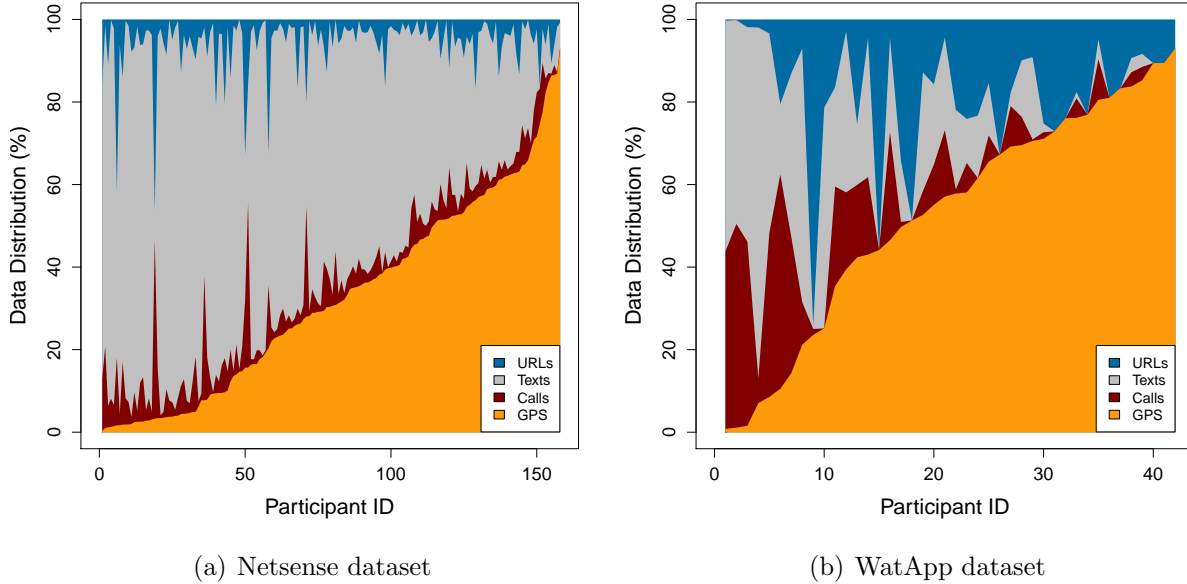 Data Distribution (%)
100
80
60
40
20
0
URLs
Texts
Calls
GPS
0
50
100
150
Participant ID
(a) Netsense dataset
Data Distribution (%)
100
80
60
40
20
0
URLs
Texts
Calls
GPS
0
10
20
30
40
Participant ID
(b) WatApp dataset